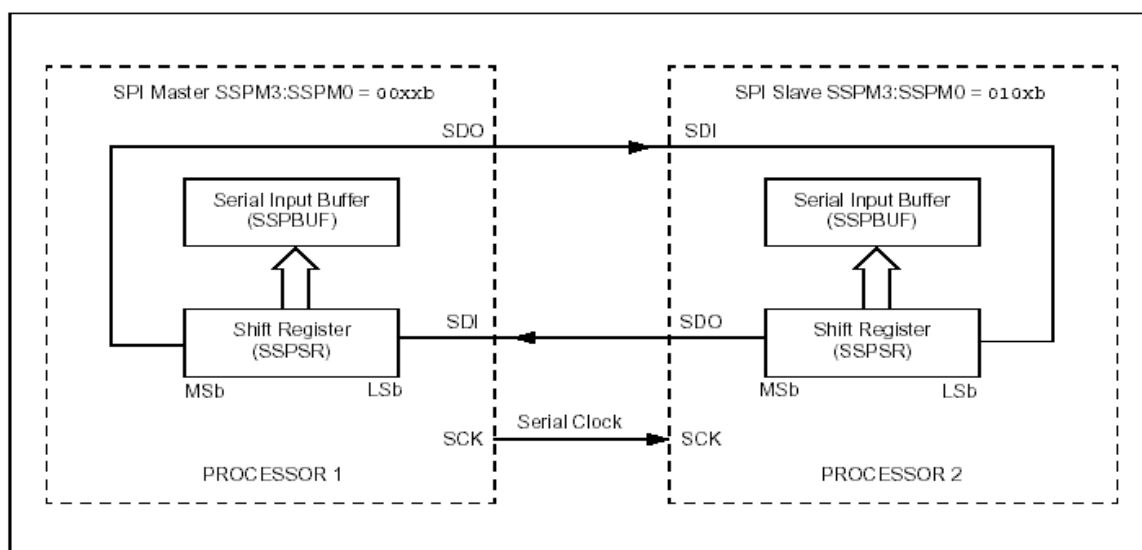 SPI Master SSPM3:SSPM0 = 00xxb
SPI Slave SSPM3:SSPM0 = 010xb
SDO
SDI
Serial Input Buffer
(SSPBUF)
Serial Input Buffer
(SSPBUF)
SDI
SDO
Shift Register
(SSPSR)
Shift Register
(SSPSR)
MSb
LSb
MSb
LSb
Serial Clock
SCK
SCK
PROCESSOR 1
PROCESSOR 2